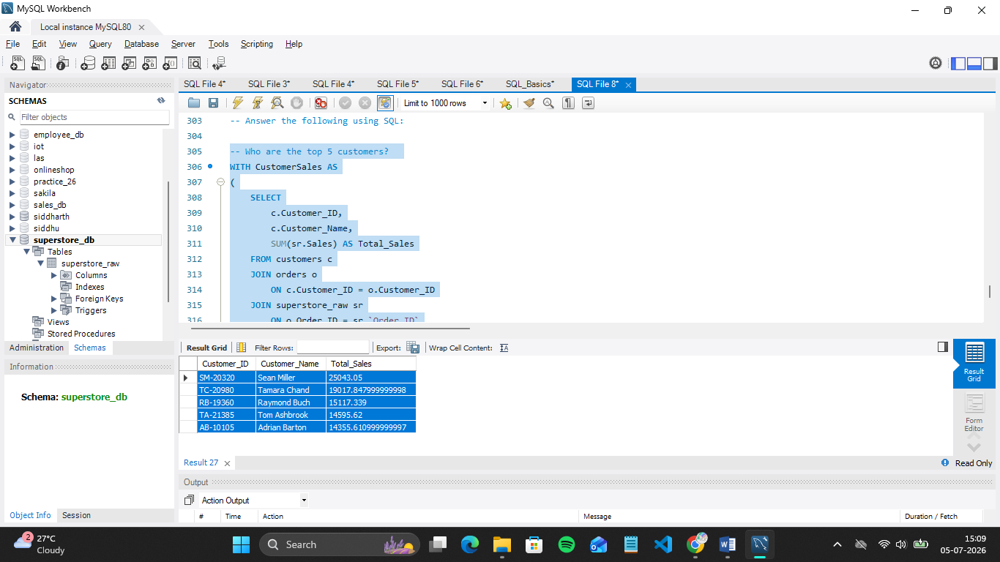 MySQL Workbench
Local instance MySQL80
File Edit View Query Database Server Tools Scripting Help
Navigator
SCHEMAS
Filter objects
employee_db
iot
las
onlineshop
practice_26
sakila
sales_db
siddharth
siddhu
superstore_db
Tables
superstore_raw
Columns
Indexes
Foreign Keys
Triggers
Views
Stored Procedures
Administration Schemas
Information
Schema: superstore_db
Object Info Session
SQL File 4* SQL File 3* SQL File 4* SQL File 5* SQL File 6* SQL_Basics* SQL File 8*
Limit to 1000 rows
303 -- Answer the following using SQL:
304
305 -- Who are the top 5 customers?
306 WITH CustomerSales AS
307 (
308 SELECT
309 c.Customer_ID,
310 c.Customer_Name,
311 SUM(sr.Sales) AS Total_Sales
312 FROM customers c
313 JOIN orders o
314 ON c.Customer_ID = o.Customer_ID
315 JOIN superstore_raw sr
316 ON o.Order_ID = sr.`Order ID`
Result Grid Filter Rows: Export: Wrap Cell Content:
Customer_ID Customer_Name Total_Sales
SM-20320 Sean Miller 25043.05
TC-20980 Tamara Chand 19017.847999999998
RB-19360 Raymond Buch 15117.339
TA-21385 Tom Ashbrook 14595.62
AB-10105 Adrian Barton 14355.610999999997
Result Grid
Form Editor
Result 27
Read Only
Output
Action Output
# Time Action Message Duration / Fetch
2
27°C
Cloudy
Search
15:09
05-07-2026